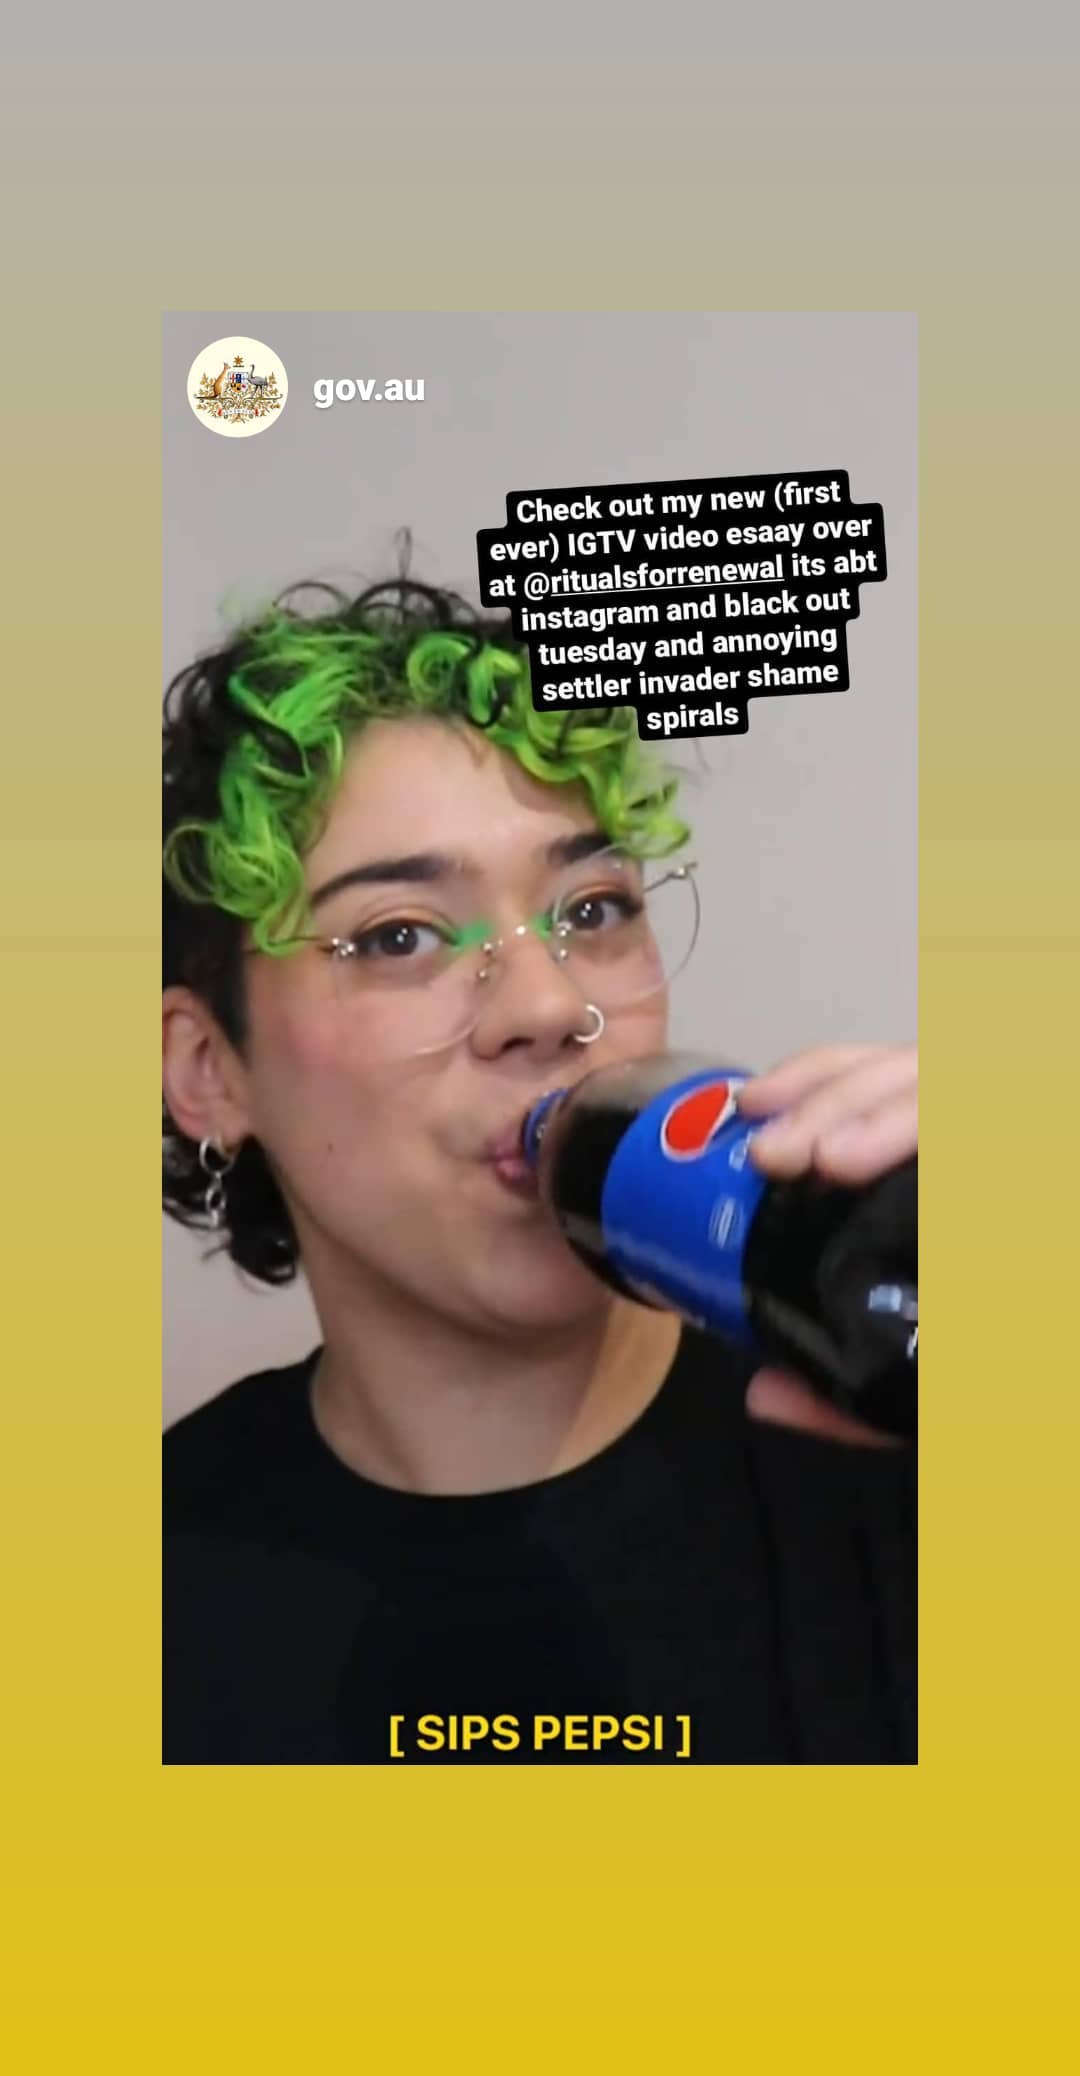 gov.au
Check out my new (first
ever) IGTV video esaay over
at @ritualsforrenewal its abt
instagram and black out
tuesday and annoying
settler invader shame
spirals
[ SIPS PEPSI ]